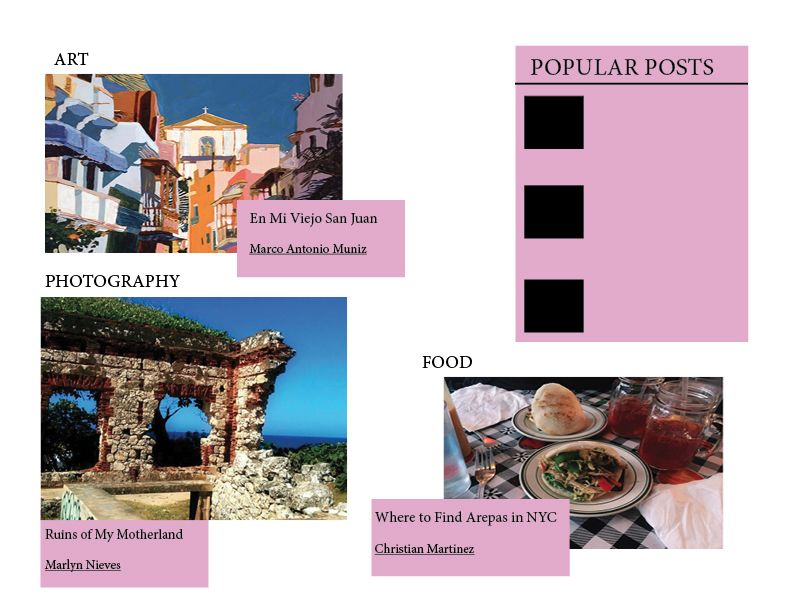 ART
En Mi Viejo San Juan
Marco Antonio Muniz
PHOTOGRAPHY
Ruins of My Motherland
Marlyn Nieves
POPULAR POSTS
FOOD
Where to Find Arepas in NYC
Christian Martinez